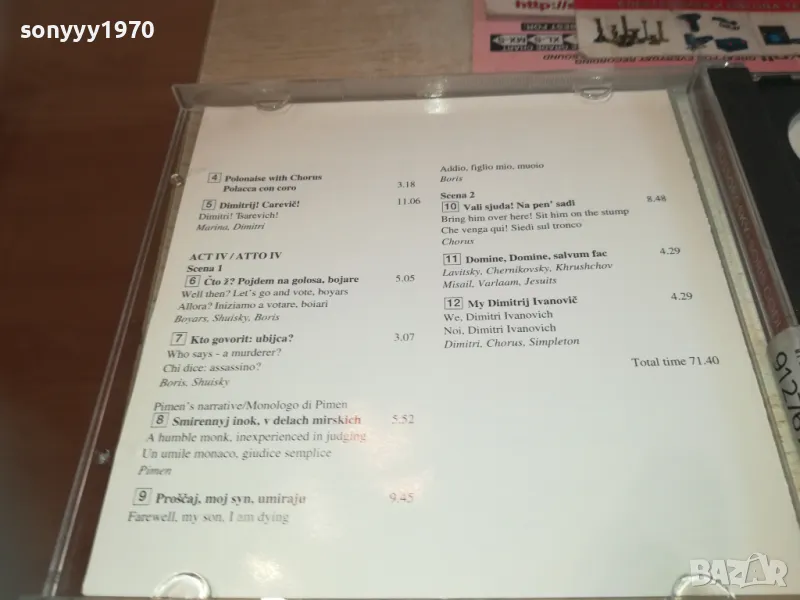 sonyyy1970
GREAT FOR EVERYDAY RECORDING
4 Polonaise with Chorus 3.18
Polacca con coro
5 Dimitrij! Carevič! 11.06
Dimitri! Tsarevich!
Marina, Dimitri
ACT IV / ATTO IV
Scena 1
6 Čto ž? Pojdem na golosa, bojare 5.05
Well then? Let's go and vote, boyars
Allora? Iniziamo a votare, boiari
Boyars, Shuisky, Boris
7 Kto govorit: ubijca? 3.07
Who says - a murderer?
Chi dice: assassino?
Boris, Shuisky
Pimen's narrative/Monologo di Pimen
8 Smirennyj inok, v delach mirskich 5.52
A humble monk, inexperienced in judging
Un umile monaco, giudice semplice
Pimen
9 Proščaj, moj syn, umiraju 9.45
Farewell, my son, I am dying
Addio, figlio mio, muoio
Boris
Scena 2
10 Vali sjuda! Na pen' sadi 8.48
Bring him over here! Sit him on the stump
Che venga qui! Siedi sul tronco
Chorus
11 Domine, Domine, salvum fac 4.29
Lavitsky, Chernikovsky, Khrushchov
Misail, Varlaam, Jesuits
12 My Dimitrij Ivanovič 4.29
We, Dimitri Ivanovich
Noi, Dimitri Ivanovich
Dimitri, Chorus, Simpleton
Total time 71.40
91276
BAZAR